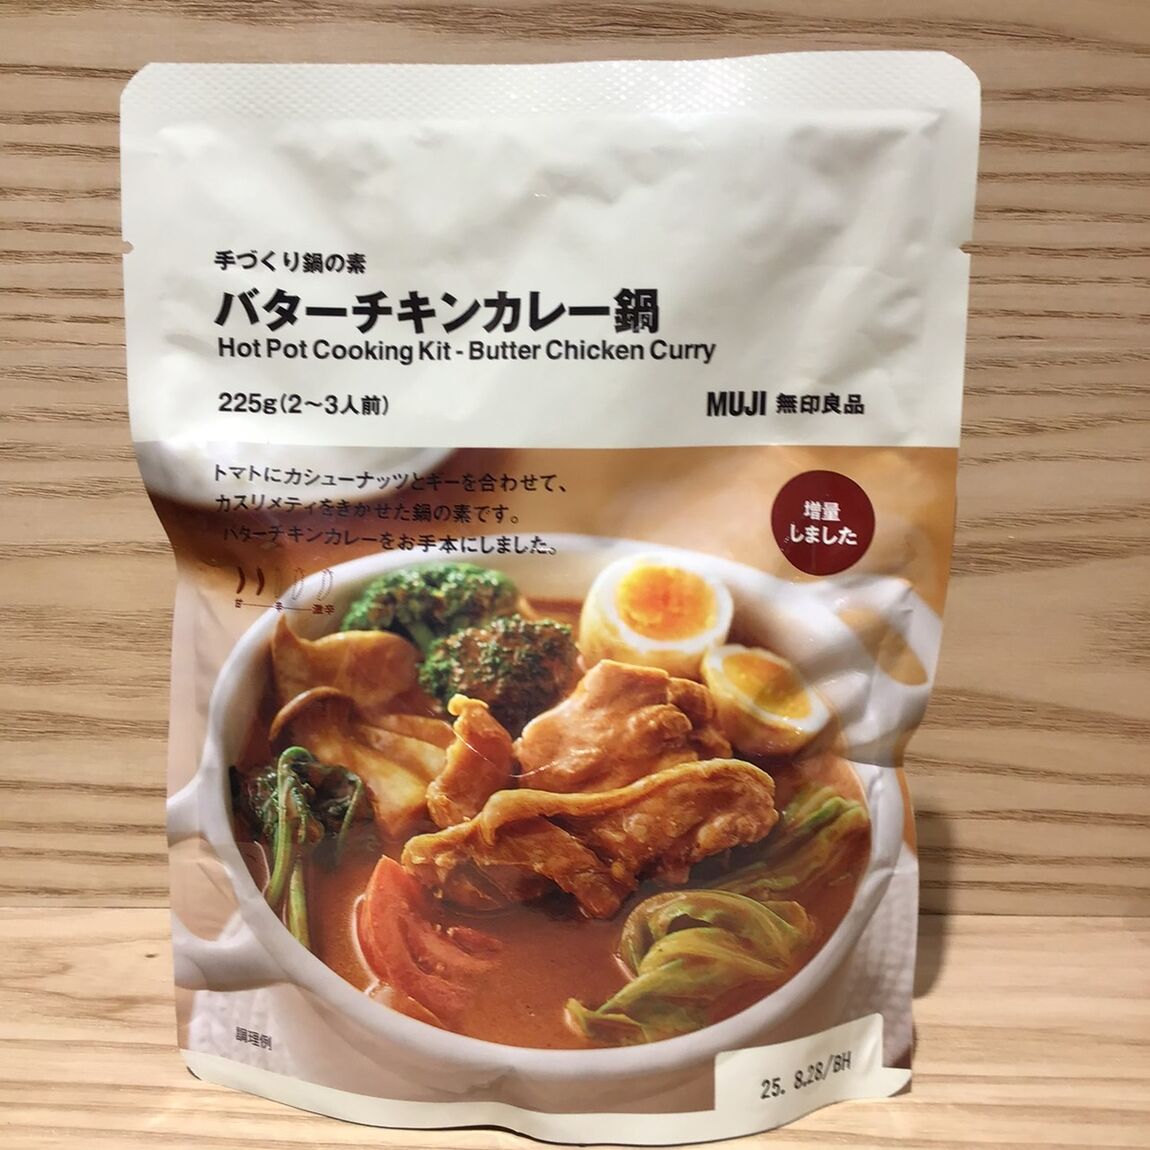 手づくり鍋の素
バターチキンカレー鍋
Hot Pot Cooking Kit - Butter Chicken Curry
225g(2〜3人前)
MUJI 無印良品
トマトにカシューナッツとギーを合わせて、
カスリメティをきかせた鍋の素です。
バターチキンカレーをお手本にしました。
増量
しました
甘 辛 激辛
調理例
25. 8.28/BH